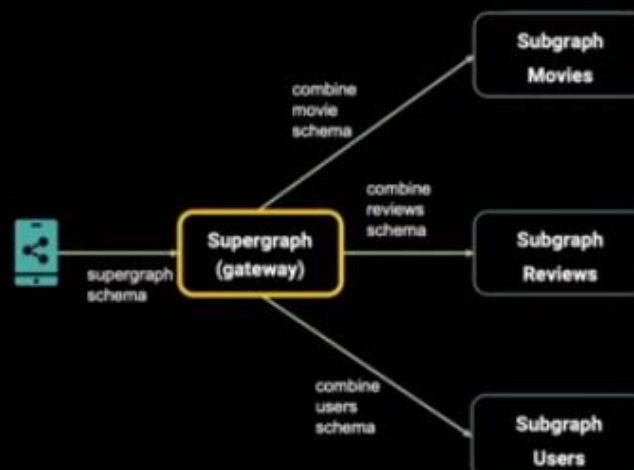 Subgraph
Movies
combine
movie
schema
combine
reviews
schema
Supergraph
(gateway)
Subgraph
Reviews
supergraph
schema
combine
users
schema
Subgraph
Users